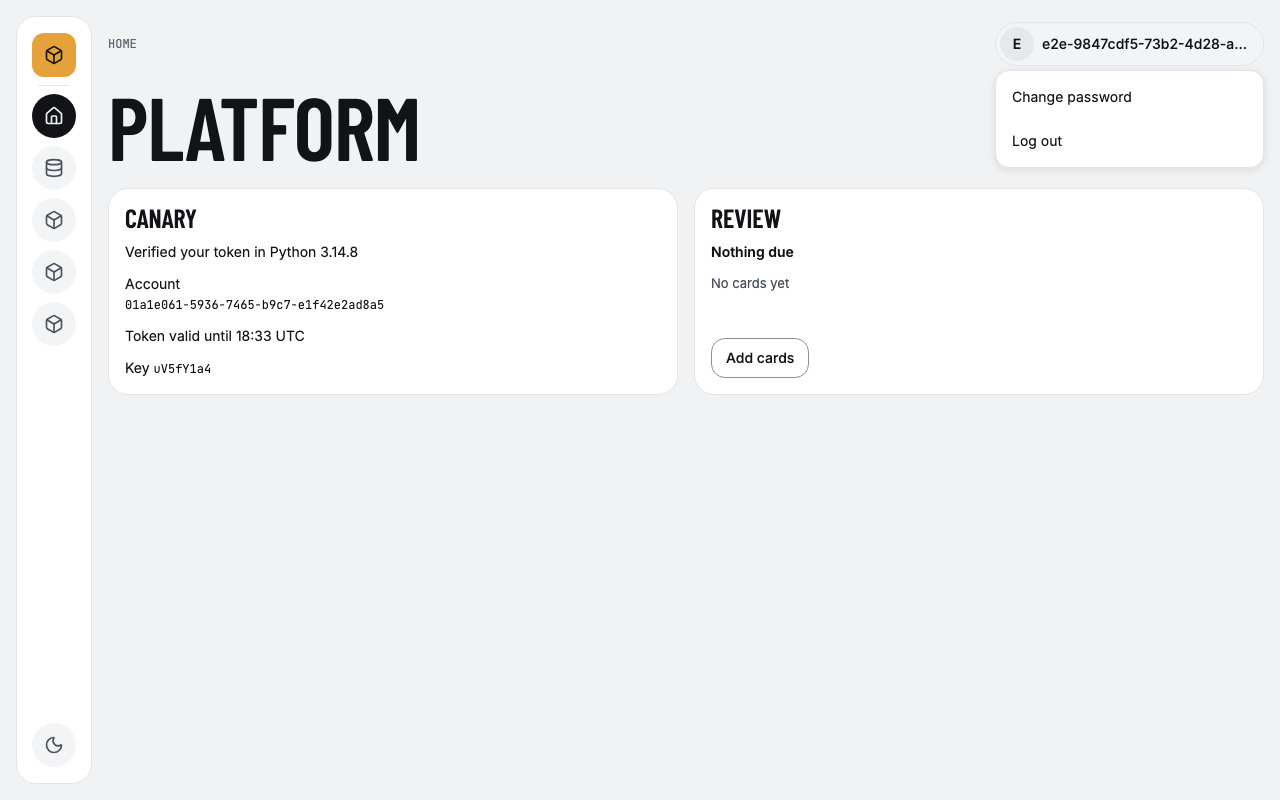 HOME
E
e2e-9847cdf5-73b2-4d28-a...
Change password
Log out
PLATFORM
CANARY
Verified your token in Python 3.14.8
Account
01a1e061-5936-7465-b9c7-e1f42e2ad8a5
Token valid until 18:33 UTC
Key uV5fY1a4
REVIEW
Nothing due
No cards yet
Add cards